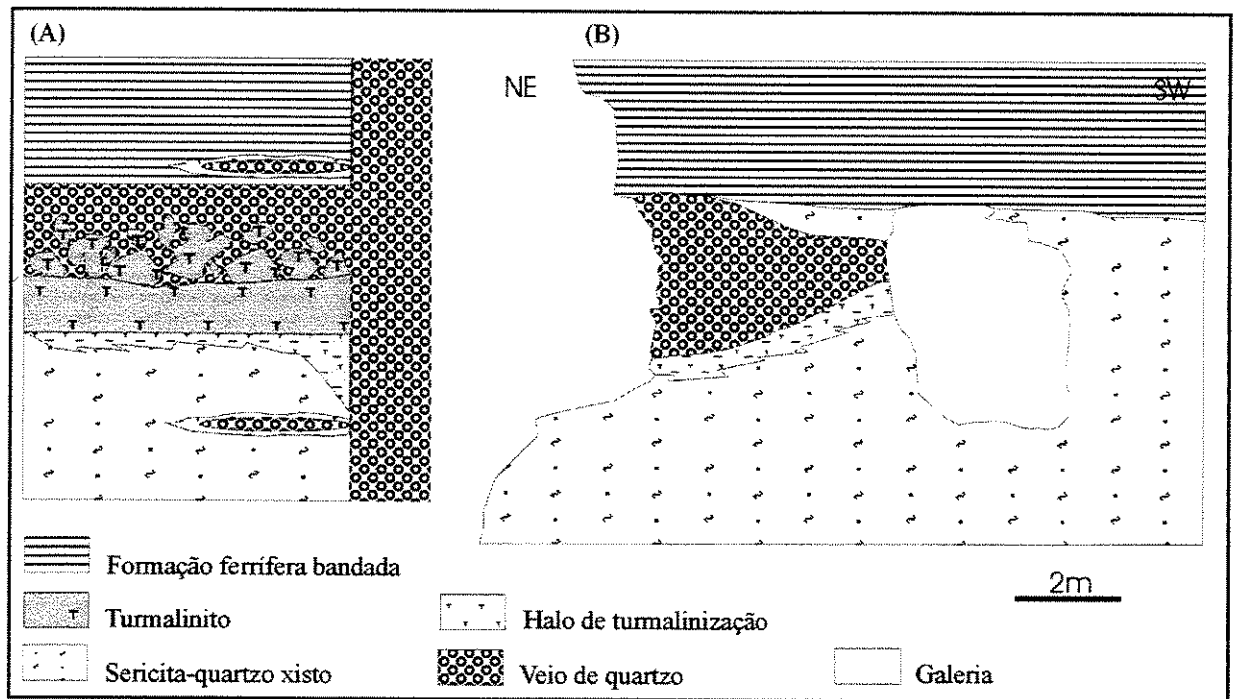 (A)
(B)
NE
SW
Formação ferrífera bandada
2m
Turmalinito
Halo de turmalinização
Sericita-quartzo xisto
Veio de quartzo
Galeria